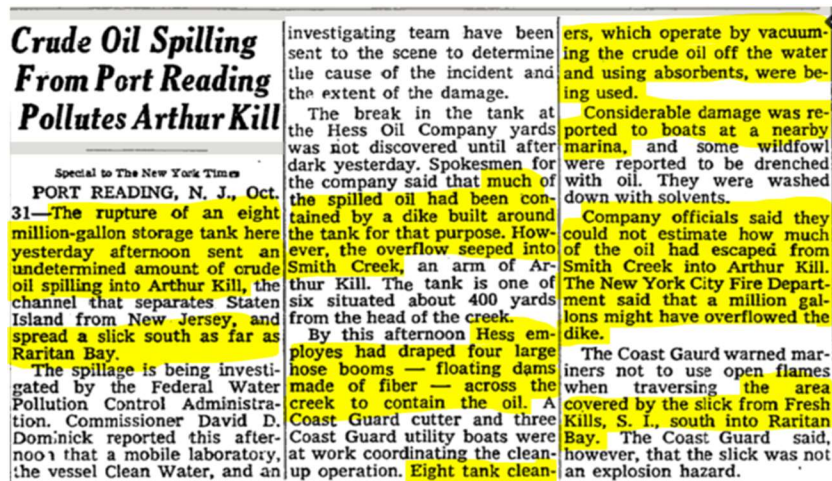 Crude Oil Spilling
From Port Reading
Pollutes Arthur Kill
Special to The New York Times
PORT READING, N. J., Oct.
31—The rupture of an eight
million-gallon storage tank here
yesterday afternoon sent an
undetermined amount of crude
oil spilling into Arthur Kill, the
channel that separates Staten
Island from New Jersey, and
spread a slick south as far as
Raritan Bay.
The spillage is being investi-
gated by the Federal Water
Pollution Control Administra-
tion. Commissioner David D.
Dominick reported this after-
noon that a mobile laboratory,
the vessel Clean Water, and an
investigating team have been
sent to the scene to determine
the cause of the incident and
the extent of the damage.
The break in the tank at
the Hess Oil Company yards
was not discovered until after
dark yesterday. Spokesmen for
the company said that much of
the spilled oil had been con-
tained by a dike built around
the tank for that purpose. How-
ever, the overflow seeped into
Smith Creek, an arm of Ar-
thur Kill. The tank is one of
six situated about 400 yards
from the head of the creek.
By this afternoon Hess em-
ployes had draped four large
hose booms — floating dams
made of fiber — across the
creek to contain the oil. A
Coast Guard cutter and three
Coast Guard utility boats were
at work coordinating the clean-
up operation. Eight tank clean-
ers, which operate by vacuum-
ing the crude oil off the water
and using absorbents, were be-
ing used.
Considerable damage was re-
ported to boats at a nearby
marina, and some wildfowl
were reported to be drenched
with oil. They were washed
down with solvents.
Company officials said they
could not estimate how much
of the oil had escaped from
Smith Creek into Arthur Kill.
The New York City Fire Depart-
ment said that a million gal-
lons might have overflowed the
dike.
The Coast Gaurd warned mar-
iners not to use open flames
when traversing the area
covered by the slick from Fresh
Kills, S. I., south into Raritan
Bay. The Coast Guard said,
however, that the slick was not
an explosion hazard.